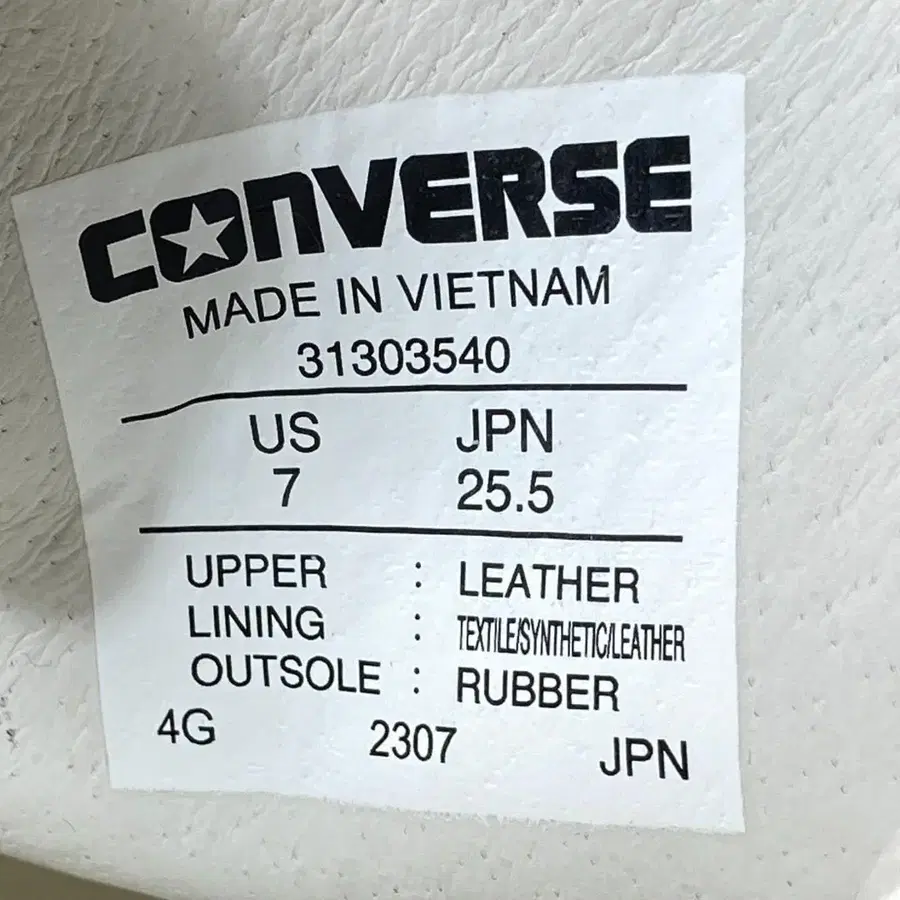 CONVERSE
MADE IN VIETNAM
31303540
US JPN
7 25.5
UPPER : LEATHER
LINING : TEXTILE/SYNTHETIC/LEATHER
OUTSOLE : RUBBER
4G 2307 JPN